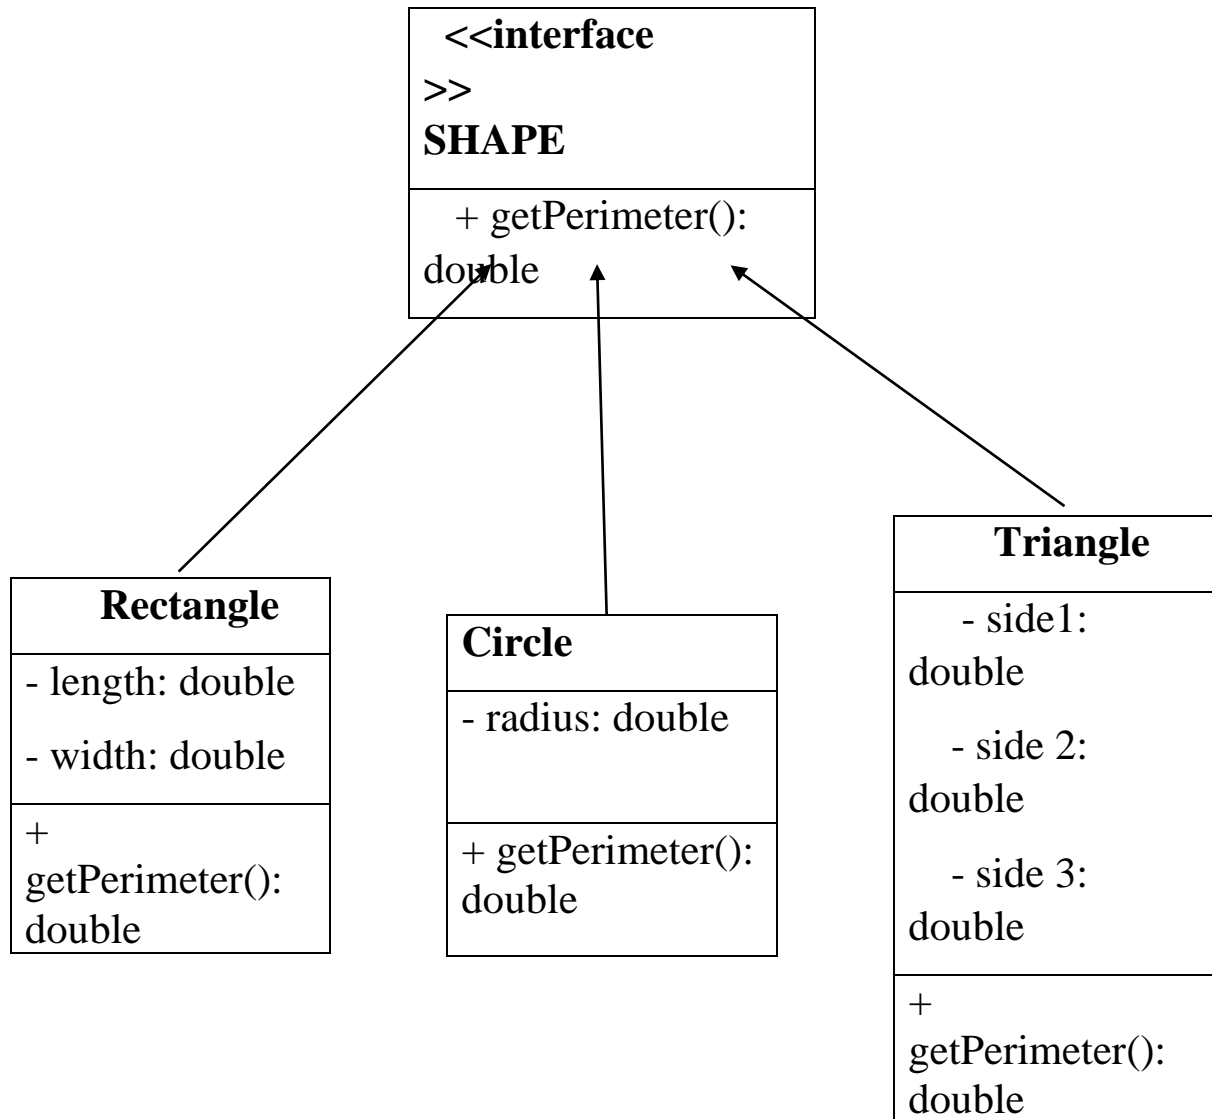 <<interface
>>
SHAPE
+ getPerimeter():
double
Rectangle
- length: double
- width: double
+
getPerimeter():
double
Circle
- radius: double
+ getPerimeter():
double
Triangle
- side1:
double
- side 2:
double
- side 3:
double
+
getPerimeter():
double